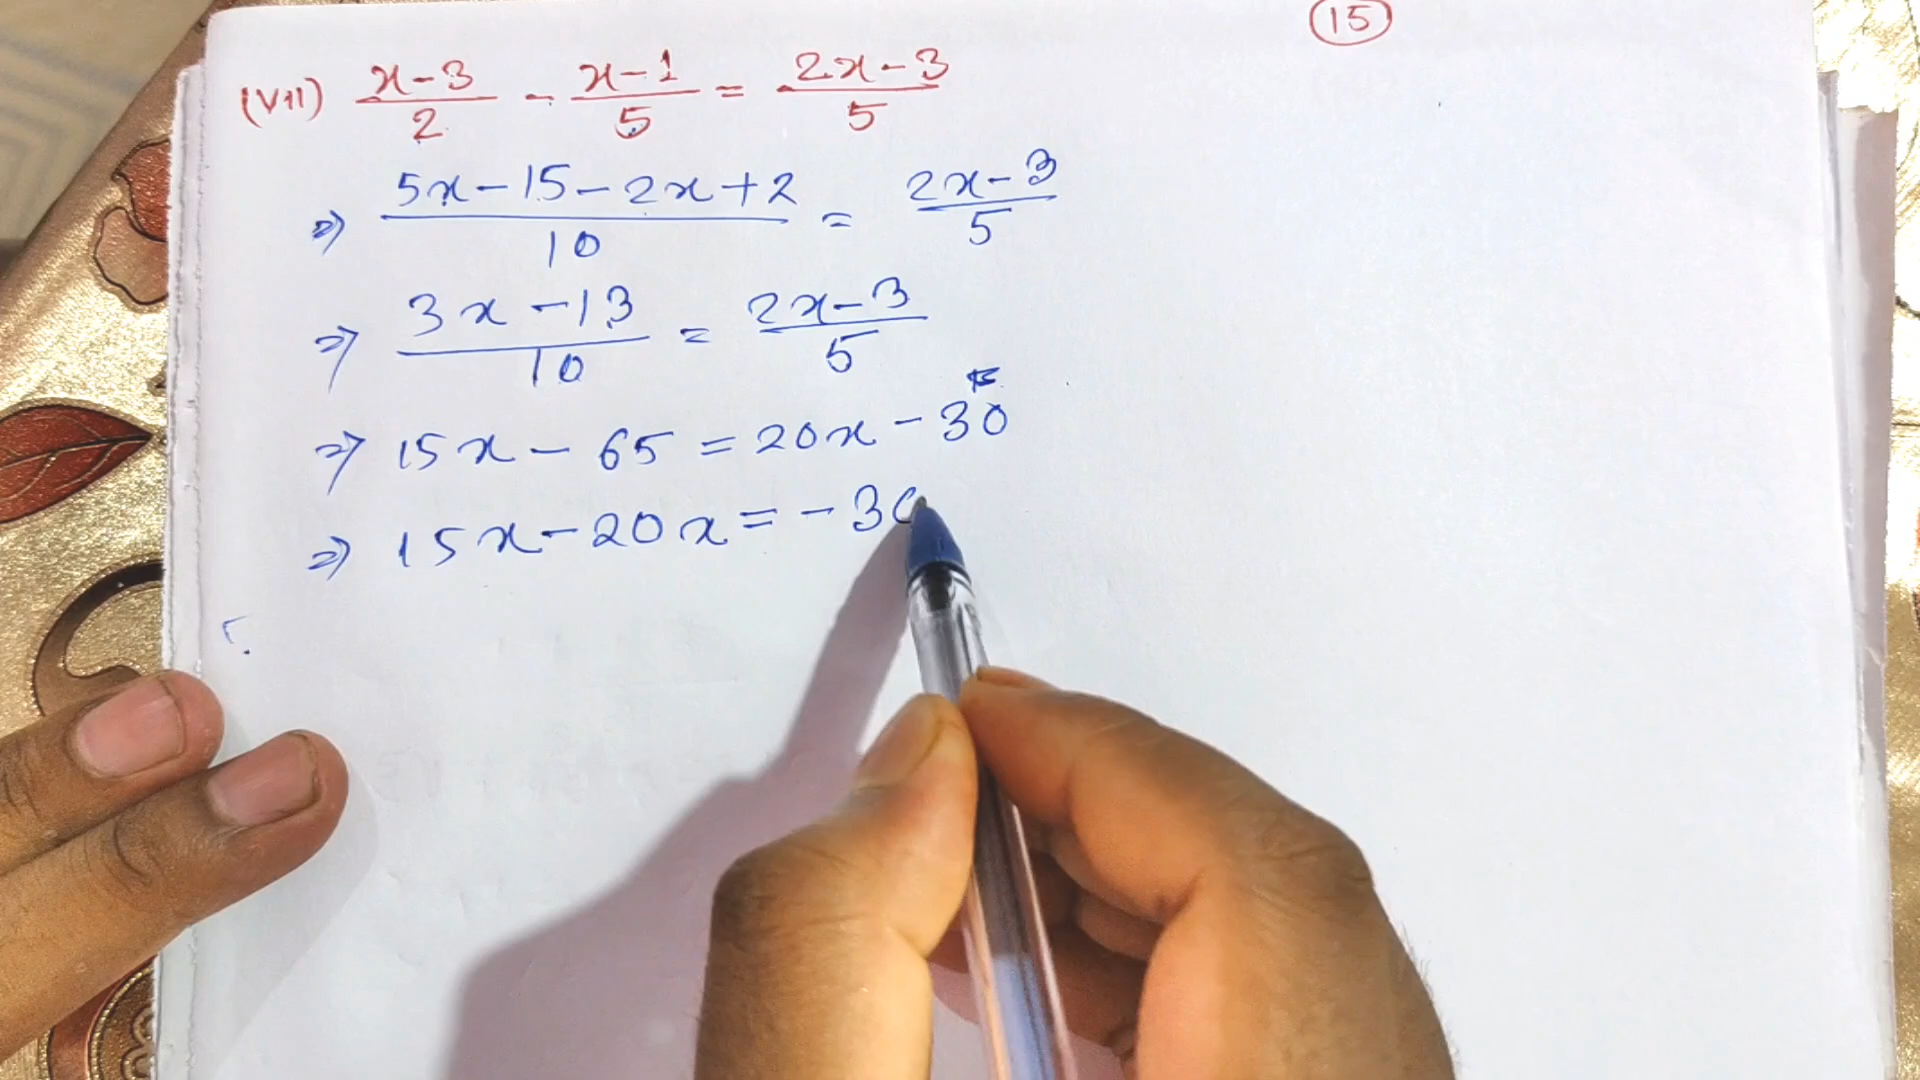 15
(vii) x-3/2 - x-1/5 = 2x-3/5
⇒ 5x-15-2x+2/10 = 2x-3/5
⇒ 3x-13/10 = 2x-3/5
⇒ 15x - 65 = 20x - 30
⇒ 15x - 20x = - 30